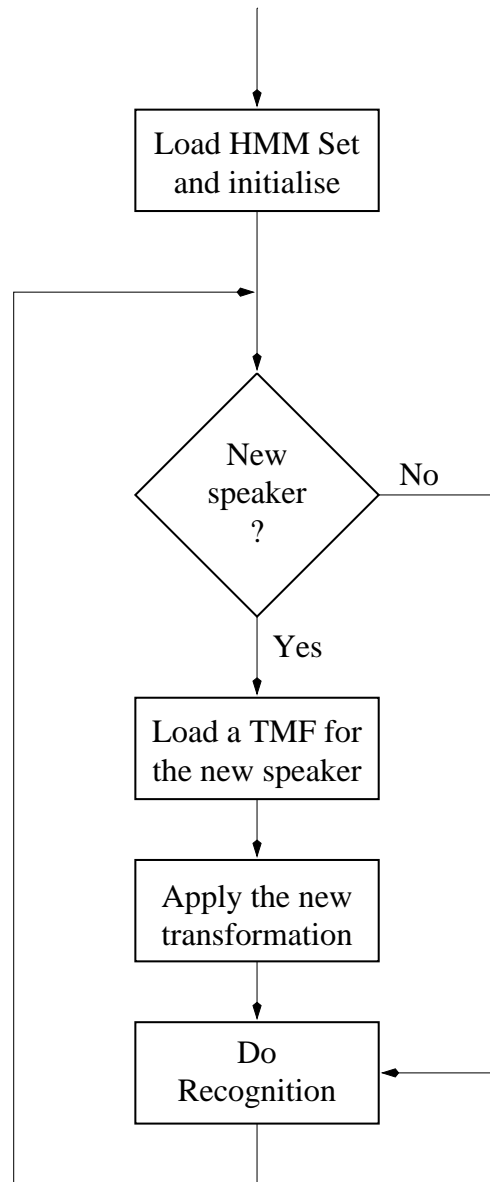 Load HMM Set
and initialise
New
speaker
?
No
Yes
Load a TMF for
the new speaker
Apply the new
transformation
Do
Recognition